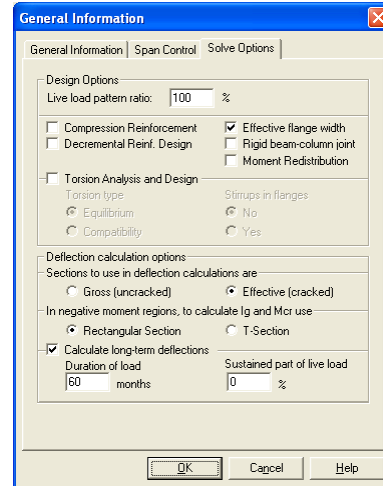 General Information
General Information Span Control Solve Options
Design Options
Live load pattern ratio: 100 %
Compression Reinforcement Effective flange width
Decremental Reinf. Design Rigid beam-column joint
Moment Redistribution
Torsion Analysis and Design
Torsion type Stirrups in flanges
Equilibrium No
Compatibility Yes
Deflection calculation options
Sections to use in deflection calculations are
Gross (uncracked) Effective (cracked)
In negative moment regions, to calculate Ig and Mcr use
Rectangular Section T-Section
Calculate long-term deflections
Duration of load Sustained part of live load
60 months 0 %
OK Cancel Help